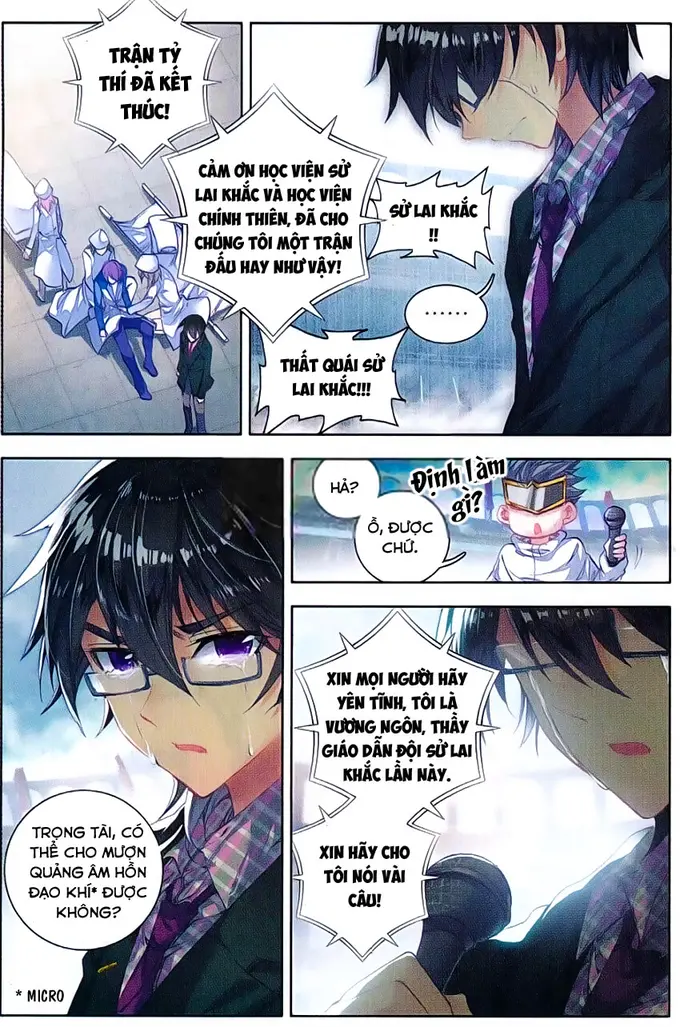 TRẬN TỶ
THÍ ĐÃ KẾT
THÚC!
CẢM ƠN HỌC VIỆN SỬ
LAI KHẮC VÀ HỌC VIỆN
CHÍNH THIÊN, ĐÃ CHO
CHÚNG TÔI MỘT TRẬN
ĐẤU HAY NHƯ VẬY!
SỬ LAI KHẮC
!!
......
THẤT QUÁI SỬ
LAI KHẮC!!!
HẢ?
Ồ, ĐƯỢC
CHỨ.
Định làm
gì?
TRỌNG TÀI, CÓ
THỂ CHO MƯỢN
QUẢNG ÂM HỒN
ĐẠO KHÍ* ĐƯỢC
KHÔNG?
* MICRO
XIN MỌI NGƯỜI HÃY
YÊN TĨNH, TÔI LÀ
VƯƠNG NGÔN, THẦY
GIÁO DẪN ĐỘI SỬ LAI
KHẮC LẦN NÀY.
XIN HÃY CHO
TÔI NÓI VÀI
CÂU!